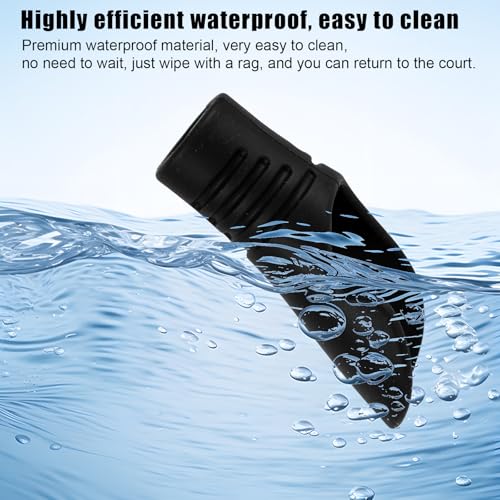 Highly efficient waterproof, easy to clean
Premium waterproof material, very easy to clean,
no need to wait, just wipe with a rag, and you can return to the court.